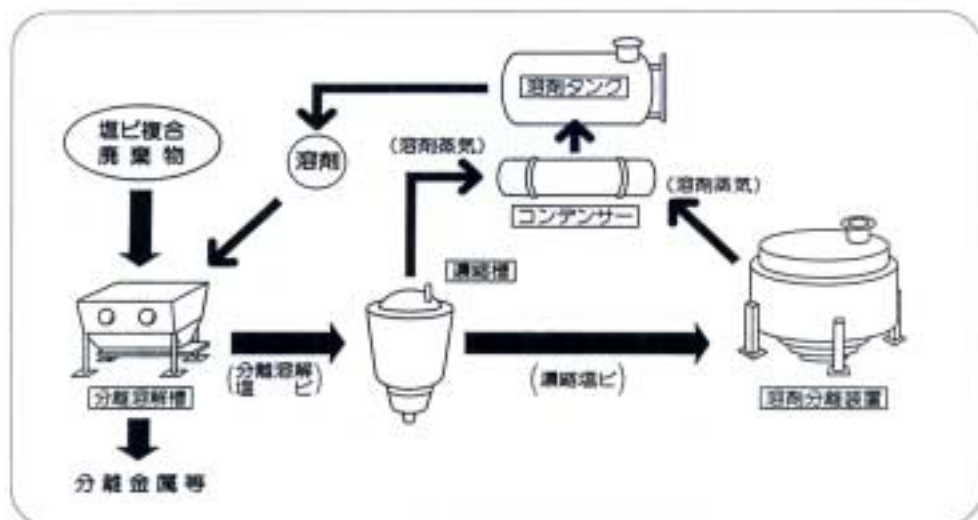 溶剤タンク
塩ビ複合
廃棄物
溶剤
(溶剤蒸気)
コンデンサー
(溶剤蒸気)
濃縮槽
(分離溶解
塩ビ)
(濃縮塩ビ)
分離溶解槽
溶剤分離装置
分離金属等